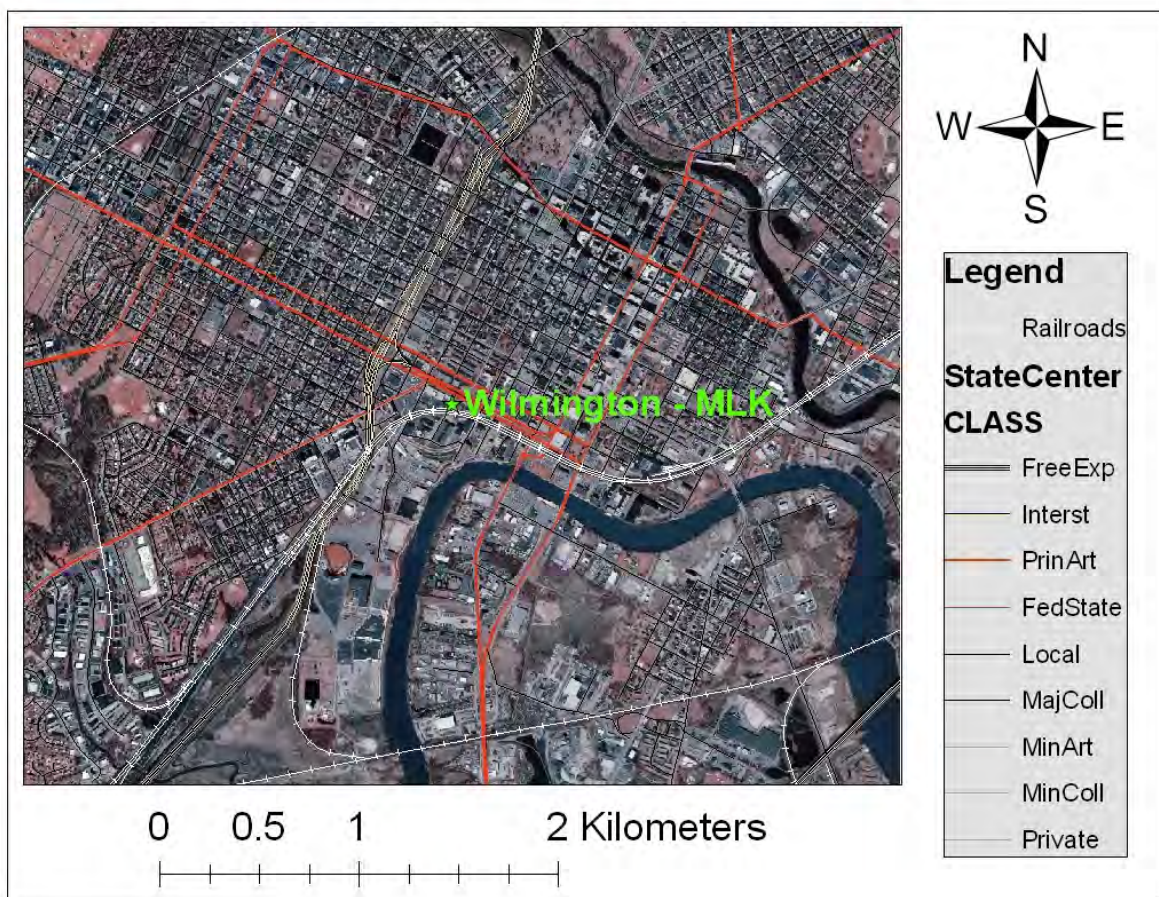 N
W E
S
Wilmington - MLK
Legend
Railroads
StateCenter
CLASS
FreeExp
Interst
PrinArt
FedState
Local
MajColl
MinArt
MinColl
Private
0 0.5 1 2 Kilometers